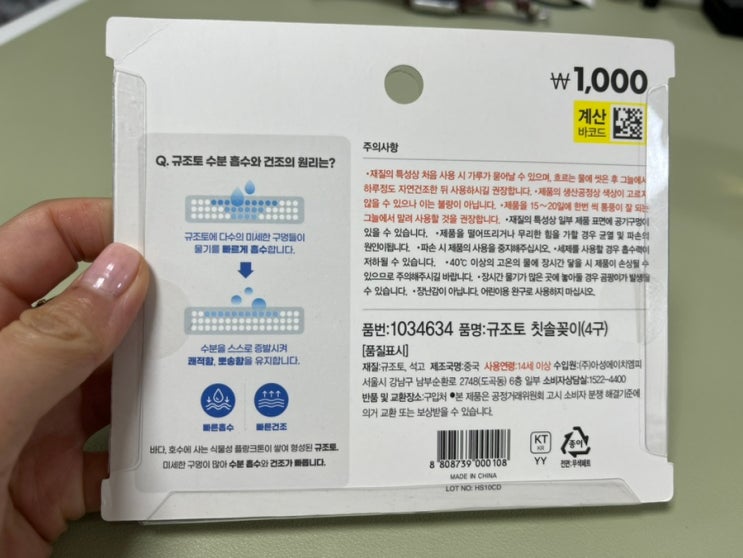 ₩1,000
계산
바코드
Q. 규조토 수분 흡수와 건조의 원리는?
규조토에 다수의 미세한 구멍들이
물기를 빠르게 흡수합니다.
수분을 스스로 증발시켜
쾌적함, 뽀송함을 유지합니다.
빠른흡수
빠른건조
바다, 호수에 사는 식물성 플랑크톤이 쌓여 형성된 규조토.
미세한 구멍이 많아 수분 흡수와 건조가 빠릅니다.
주의사항
•재질의 특성상 처음 사용 시 가루가 묻어날 수 있으며, 흐르는 물에 씻은 후 그늘에서
하루정도 자연건조한 뒤 사용하시길 권장합니다. •제품의 생산공정상 색상이 고르지
않을 수 있으나 이는 불량이 아닙니다. •제품을 15~20일에 한번 씩 통풍이 잘 되는
그늘에서 말려 사용할 것을 권장합니다. •재질의 특성상 일부 제품 표면에 공기구멍이
있을 수 있습니다. •제품을 떨어뜨리거나 무리한 힘을 가할 경우 균열 및 파손의
원인이됩니다. •파손 시 제품의 사용을 중지해주십시오. •세제를 사용할 경우 흡수력이
저하될 수 있습니다. •40℃ 이상의 고온의 물에 장시간 닿을 시 제품이 손상될 수
있으므로 주의해주시길 바랍니다. •장시간 물기가 많은 곳에 놓아둘 경우 곰팡이가 발생될
수 있습니다. •장난감이 아닙니다. 어린이용 완구로 사용하지 마십시오.
품번:1034634 품명:규조토 칫솔꽂이(4구)
[품질표시]
재질:규조토, 석고 제조국명:중국 사용연령:14세 이상 수입원:(주)아성에이치엠피
서울시 강남구 남부순환로 2748(도곡동) 6층 일부 소비자상담실:1522-4400
반품 및 교환장소:구입처 ●본 제품은 공정거래위원회 고시 소비자 분쟁 해결기준에
의거 교환 또는 보상받을 수 있습니다.
8 808739 000108
MADE IN CHINA
LOT NO: HS10CD
KT
KR
YY
종이
전면:무색페트